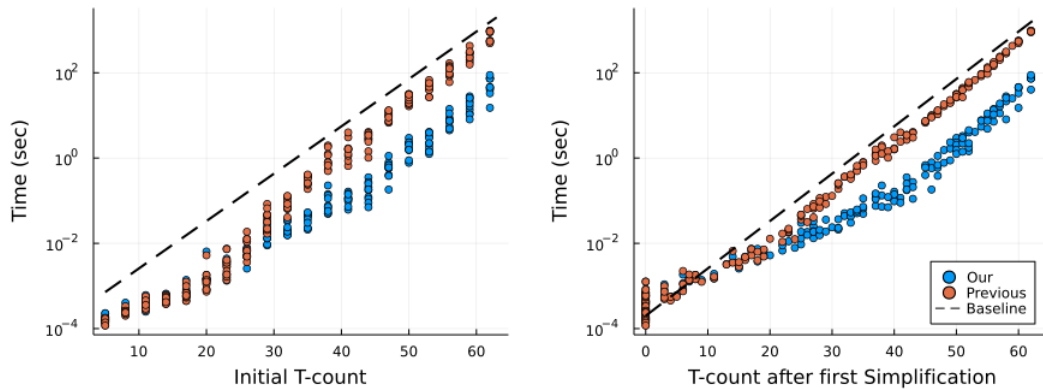 Time (sec)
10^2
10^0
10^-2
10^-4
10 20 30 40 50 60
Initial T-count
Time (sec)
10^2
10^0
10^-2
10^-4
0 10 20 30 40 50 60
T-count after first Simplification
Our
Previous
Baseline